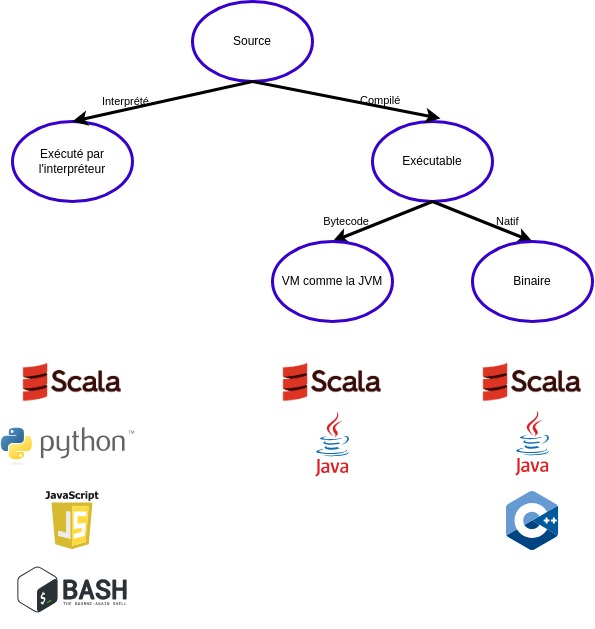 Source
Interprété
Compilé
Exécuté par
l'interpréteur
Exécutable
Bytecode
Natif
VM comme la JVM
Binaire
Scala
Scala
Scala
python™
Java
Java
JavaScript
JS
C++
$_
BASH
THE BOURNE-AGAIN SHELL